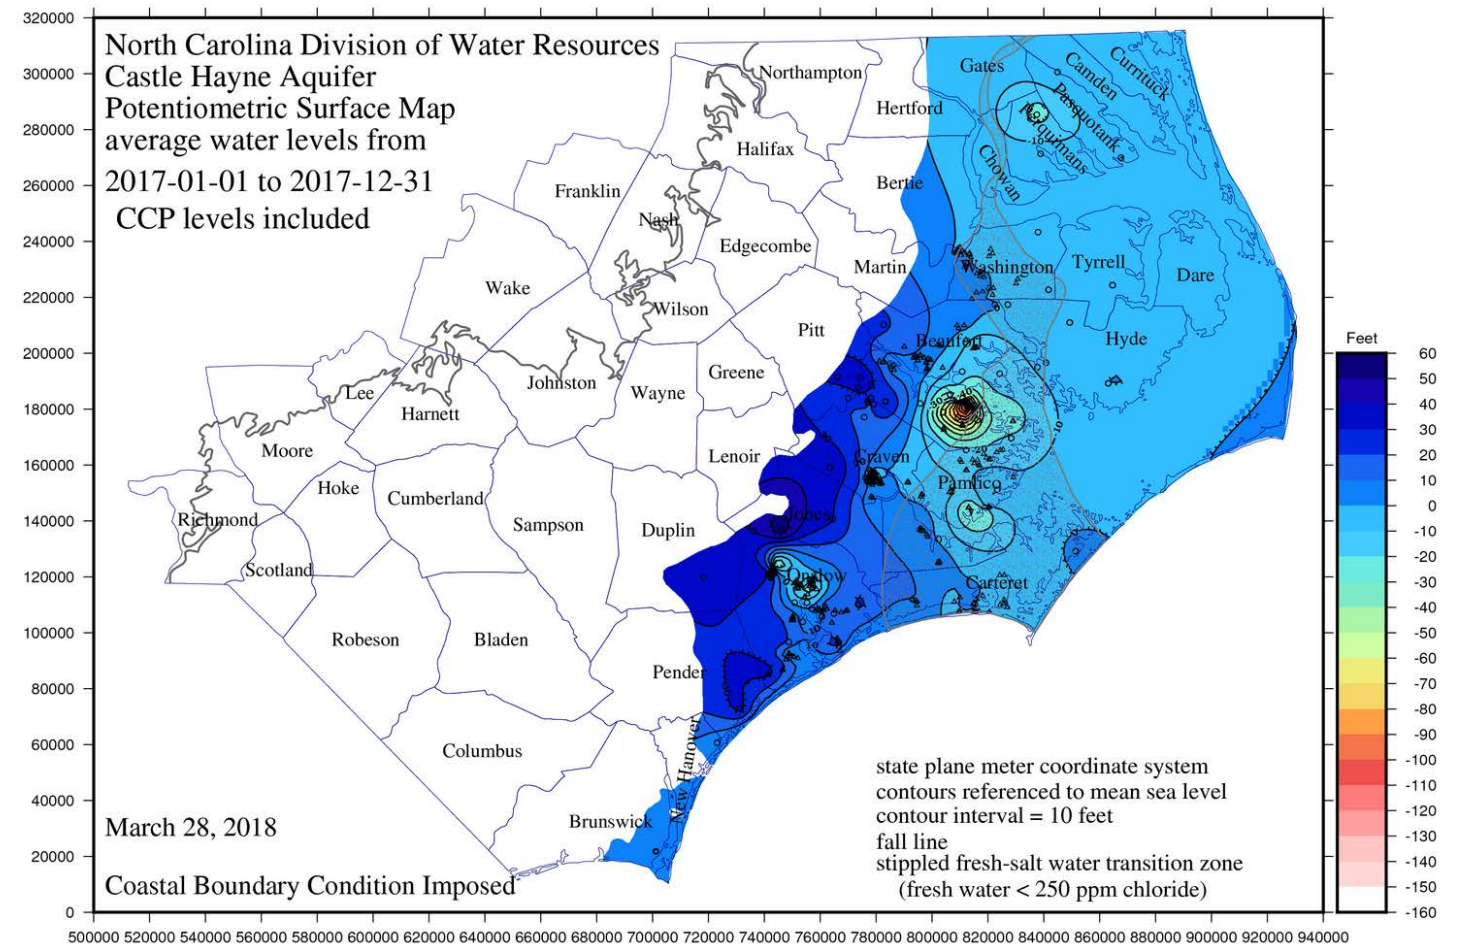 North Carolina Division of Water Resources
Castle Hayne Aquifer
Potentiometric Surface Map
average water levels from
2017-01-01 to 2017-12-31
CCP levels included
320000
300000
280000
260000
240000
220000
200000
180000
160000
140000
120000
100000
80000
60000
40000
20000
0
Northampton
Gates
Camden
Currituck
Hertford
Pasquotank
Perquimans
Halifax
Chowan
Franklin
Bertie
Nash
Edgecombe
Martin
Washington
Tyrrell
Dare
Wake
Wilson
Pitt
Beaufort
Hyde
Johnston
Wayne
Greene
Lee
Harnett
Moore
Lenoir
Craven
Hoke
Cumberland
Pamlico
Richmond
Sampson
Duplin
Jones
Scotland
Onslow
Carteret
Robeson
Bladen
Pender
Columbus
New Hanover
Brunswick
Feet
60
50
40
30
20
0
-10
-20
-30
-40
-50
-60
-70
-80
-90
-100
-110
-120
-130
-140
-150
-160
state plane meter coordinate system
contours referenced to mean sea level
contour interval = 10 feet
fall line
stippled fresh-salt water transition zone
(fresh water < 250 ppm chloride)
March 28, 2018
Coastal Boundary Condition Imposed
500000 520000 540000 560000 580000 600000 620000 640000 660000 680000 700000 720000 740000 760000 780000 800000 820000 840000 860000 880000 900000 920000 940000